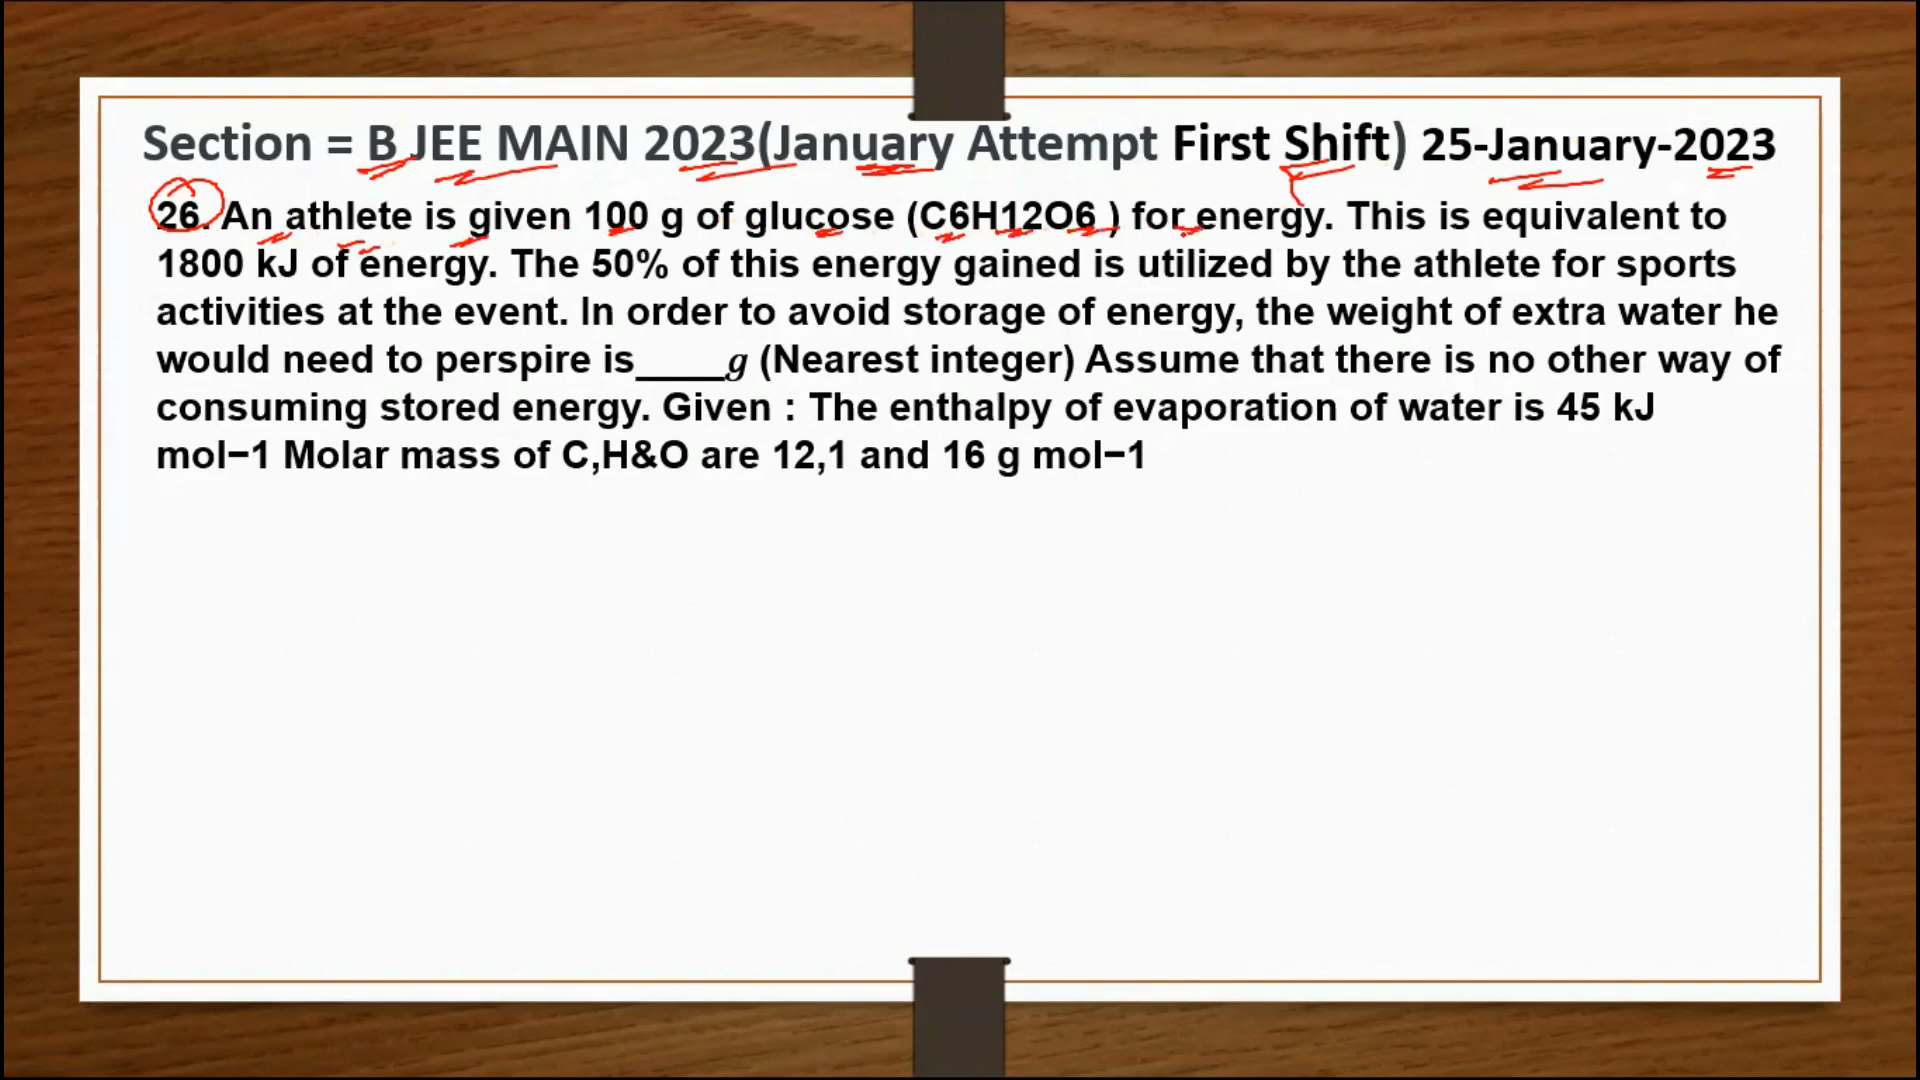 Section = B JEE MAIN 2023(January Attempt First Shift) 25-January-2023
26. An athlete is given 100 g of glucose (C6H12O6 ) for energy. This is equivalent to
1800 kJ of energy. The 50% of this energy gained is utilized by the athlete for sports
activities at the event. In order to avoid storage of energy, the weight of extra water he
would need to perspire is____g (Nearest integer) Assume that there is no other way of
consuming stored energy. Given : The enthalpy of evaporation of water is 45 kJ
mol−1 Molar mass of C,H&O are 12,1 and 16 g mol−1